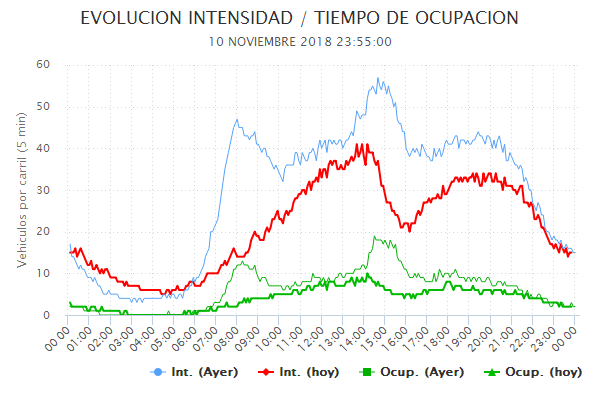 EVOLUCION INTENSIDAD / TIEMPO DE OCUPACION
10 NOVIEMBRE 2018 23:55:00
Vehiculos por carril (5 min)
60
50
40
30
20
10
0
00:00 01:00 02:00 03:00 04:00 05:00 06:00 07:00 08:00 09:00 10:00 11:00 12:00 13:00 14:00 15:00 16:00 17:00 18:00 19:00 20:00 21:00 22:00 23:00 00:00
Int. (Ayer) Int. (hoy) Ocup. (Ayer) Ocup. (hoy)